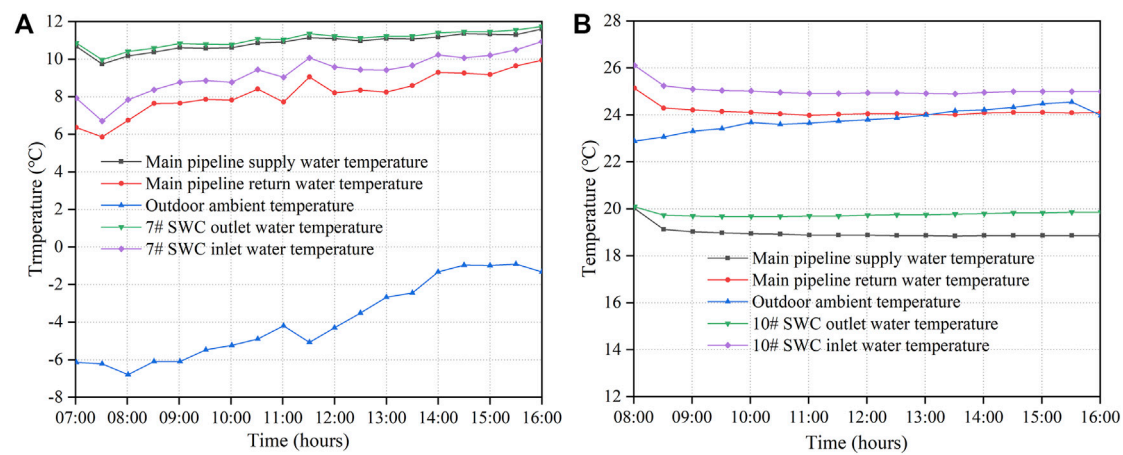 A
12
10
8
6
4
2
0
-2
-4
-6
-8
Trmperature (℃)
Main pipeline supply water temperature
Main pipeline return water temperature
Outdoor ambient temperature
7# SWC outlet water temperature
7# SWC inlet water temperature
07:00 08:00 09:00 10:00 11:00 12:00 13:00 14:00 15:00 16:00
Time (hours)
B
28
26
24
22
20
18
16
14
12
Temperature (℃)
Main pipeline supply water temperature
Main pipeline return water temperature
Outdoor ambient temperature
10# SWC outlet water temperature
10# SWC inlet water temperature
08:00 09:00 10:00 11:00 12:00 13:00 14:00 15:00 16:00
Time (hours)